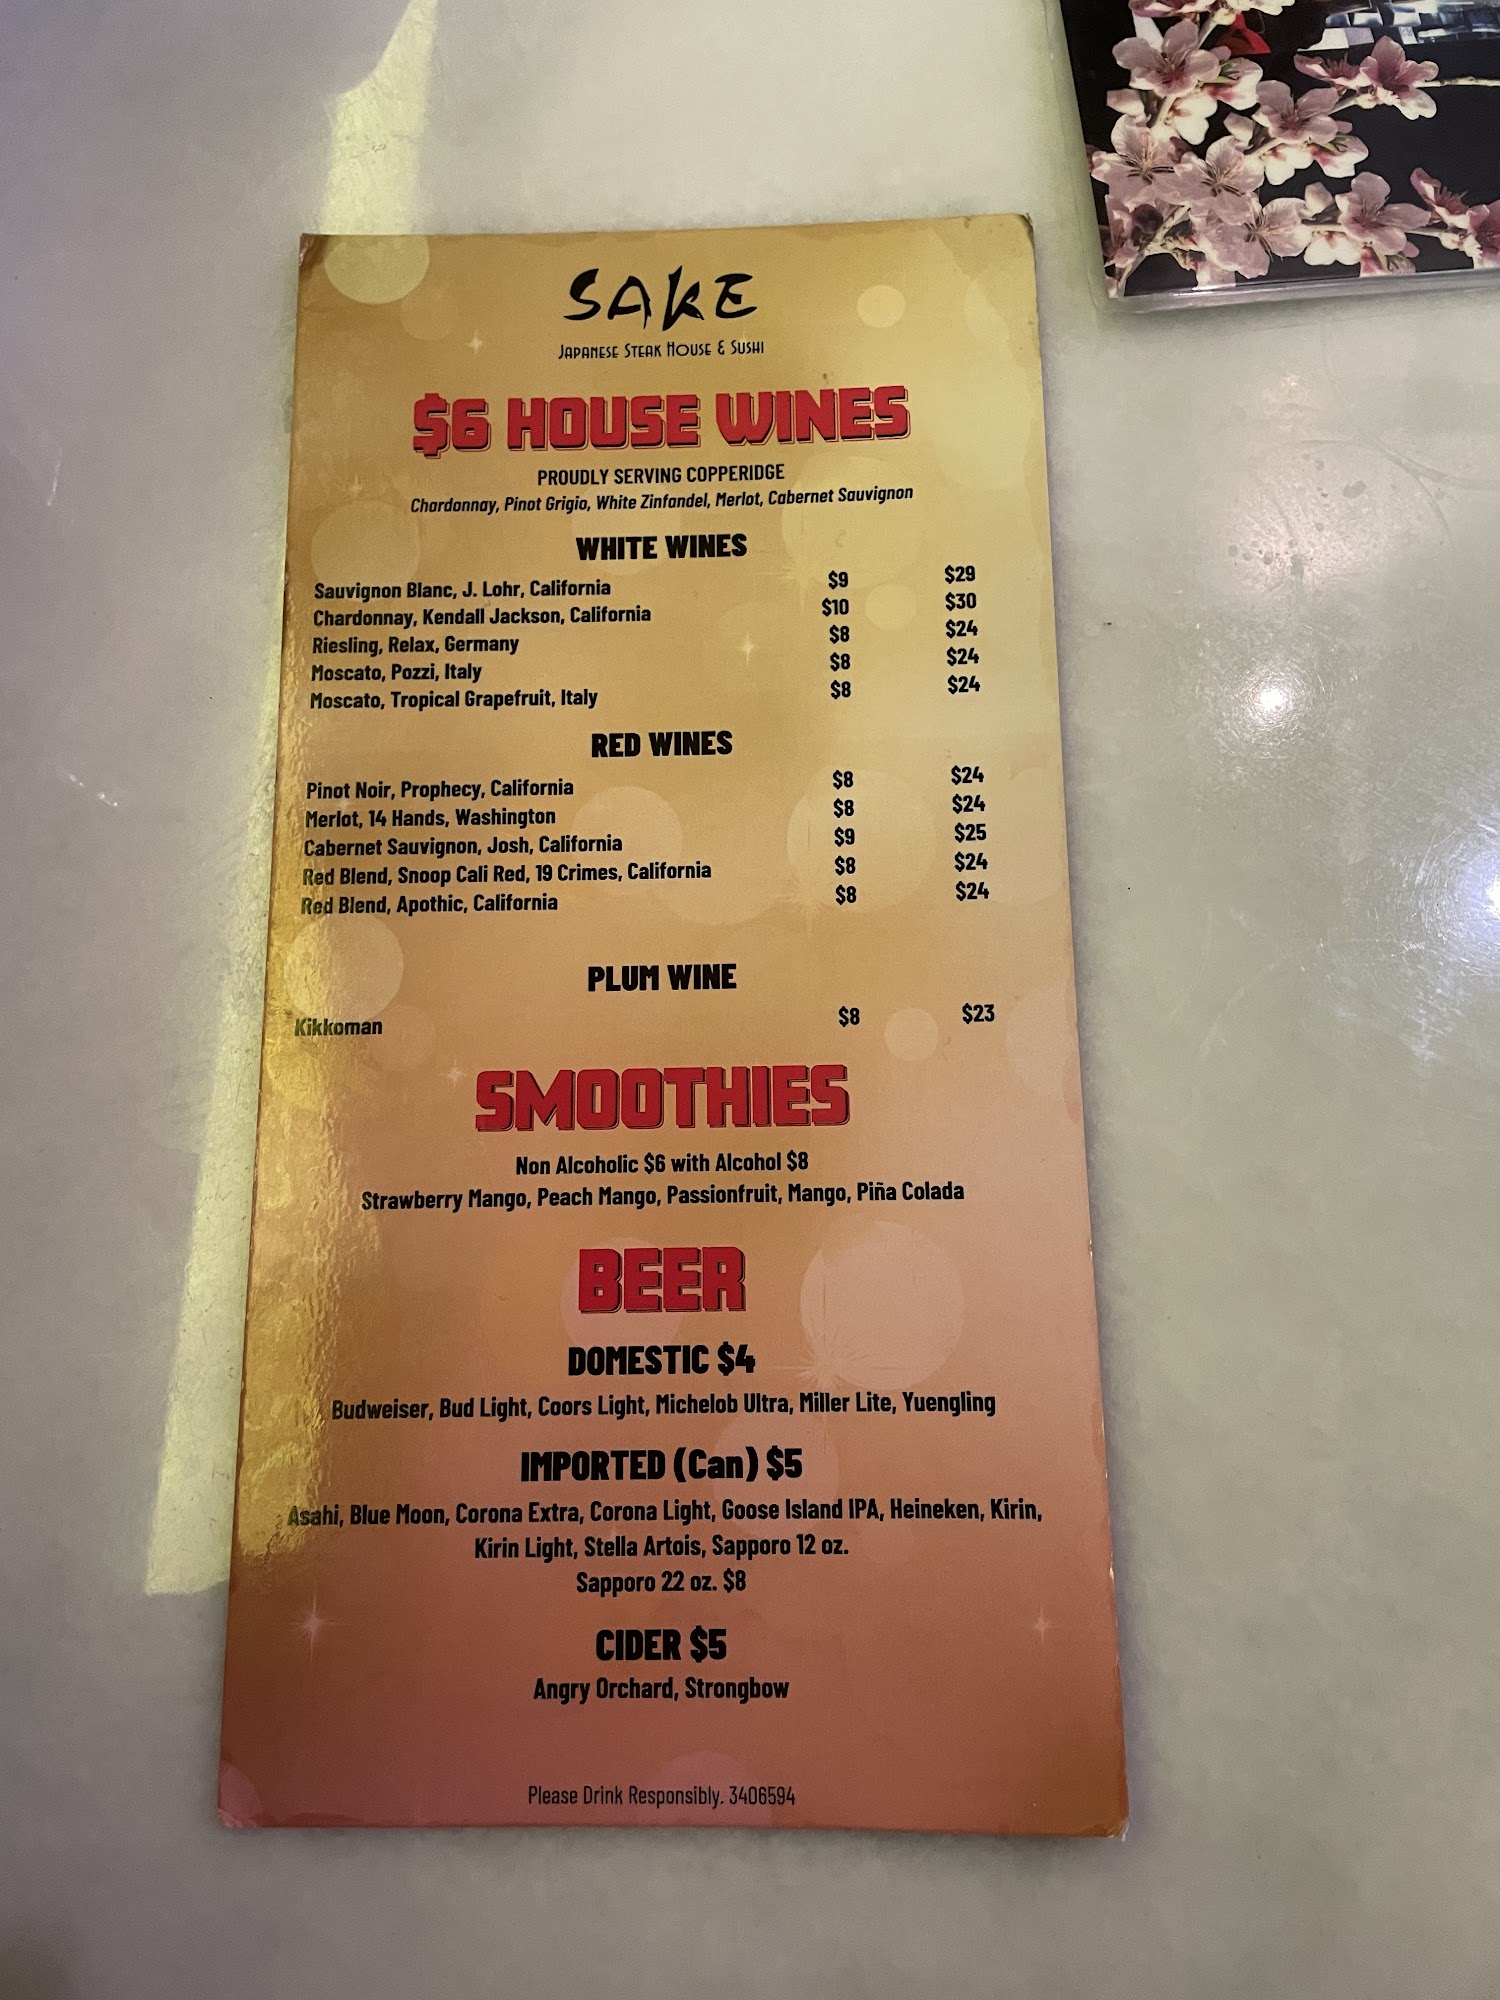 SAKE
JAPANESE STEAK HOUSE & SUSHI
$6 HOUSE WINES
PROUDLY SERVING COPPERIDGE
Chardonnay, Pinot Grigio, White Zinfandel, Merlot, Cabernet Sauvignon
WHITE WINES
Sauvignon Blanc, J. Lohr, California $9 $29
Chardonnay, Kendall Jackson, California $10 $30
Riesling, Relax, Germany $8 $24
Moscato, Pozzi, Italy $8 $24
Moscato, Tropical Grapefruit, Italy $8 $24
RED WINES
Pinot Noir, Prophecy, California $8 $24
Merlot, 14 Hands, Washington $8 $24
Cabernet Sauvignon, Josh, California $9 $25
Red Blend, Snoop Cali Red, 19 Crimes, California $8 $24
Red Blend, Apothic, California $8 $24
PLUM WINE
Kikkoman $8 $23
SMOOTHIES
Non Alcoholic $6 with Alcohol $8
Strawberry Mango, Peach Mango, Passionfruit, Mango, Piña Colada
BEER
DOMESTIC $4
Budweiser, Bud Light, Coors Light, Michelob Ultra, Miller Lite, Yuengling
IMPORTED (Can) $5
Asahi, Blue Moon, Corona Extra, Corona Light, Goose Island IPA, Heineken, Kirin,
Kirin Light, Stella Artois, Sapporo 12 oz.
Sapporo 22 oz. $8
CIDER $5
Angry Orchard, Strongbow
Please Drink Responsibly. 3406594